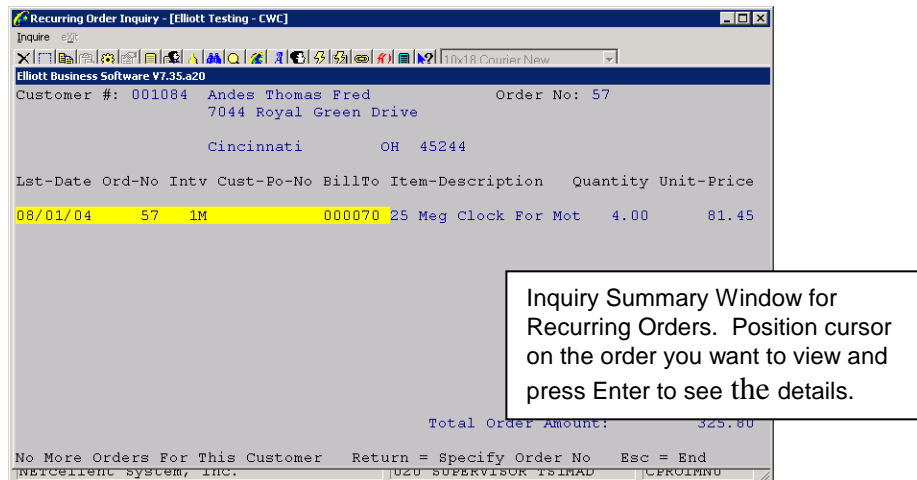 Recurring Order Inquiry - [Elliott Testing - CWC]
Inquire eXit
10x18 Courier New
Elliott Business Software V7.35.a20
Customer #: 001084 Andes Thomas Fred Order No: 57
7044 Royal Green Drive
Cincinnati OH 45244
Lst-Date Ord-No Intv Cust-Po-No BillTo Item-Description Quantity Unit-Price
08/01/04 57 1M 000070 25 Meg Clock For Mot 4.00 81.45
Inquiry Summary Window for
Recurring Orders. Position cursor
on the order you want to view and
press Enter to see the details.
Total Order Amount: 325.80
No More Orders For This Customer Return = Specify Order No Esc = End
NETcellent System, Inc. 020 SUPERVISOR TSIMAD CPROIMNU